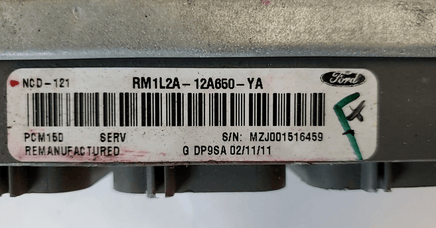 NCD-121 RM1L2A-12A650-YA Ford
PCM150 SERV S/N: MZJ001516459
REMANUFACTURED G DP9SA 02/11/11